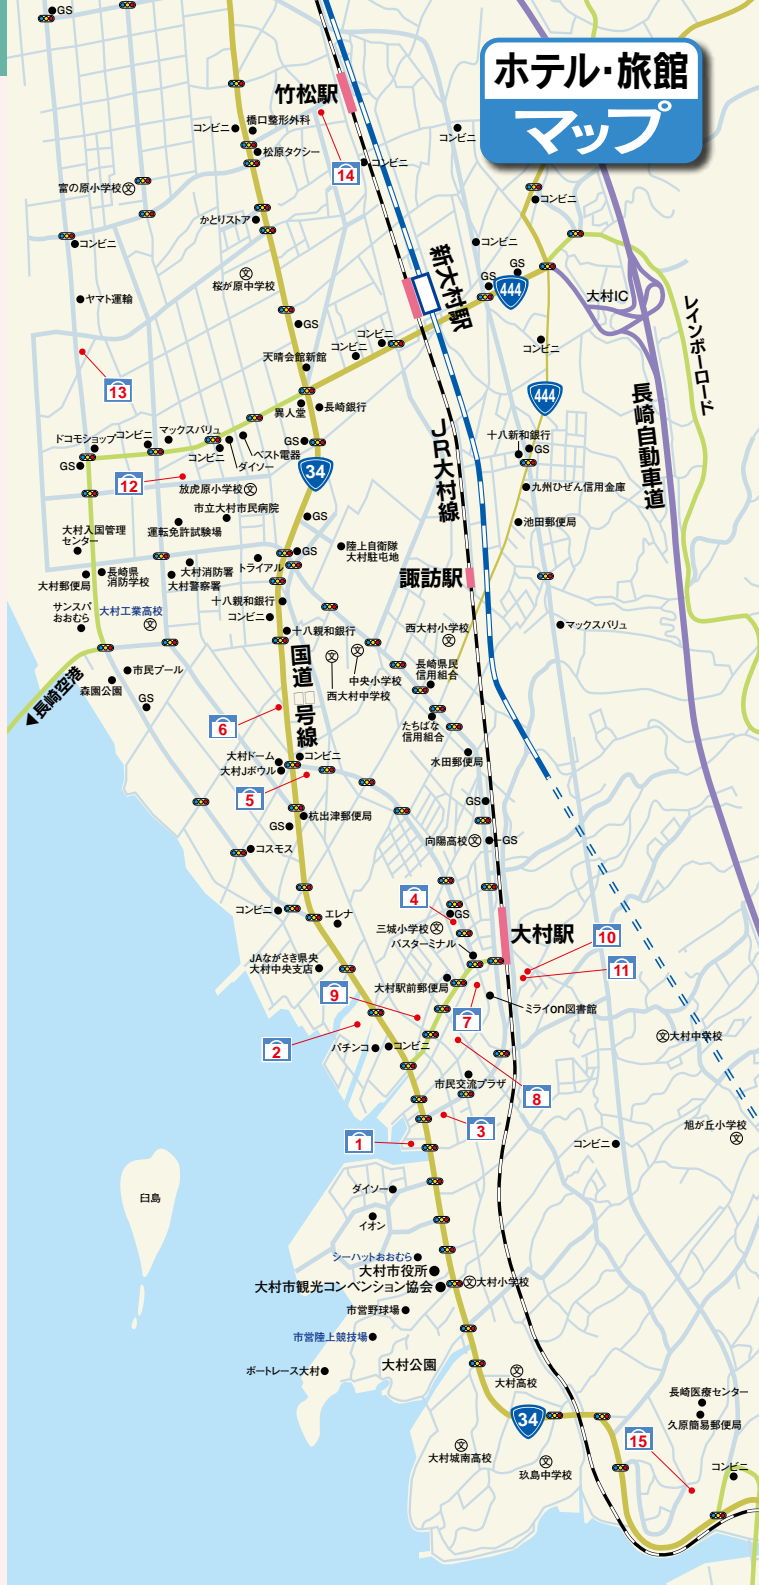 ホテル・旅館
マップ
GS
竹松駅
コンビニ
橋口整形外科
松原タクシー
14
コンビニ
コンビニ
富の原小学校
文
コンビニ
かとりストア
コンビニ
コンビニ
新大村駅
GS
GS
444
大村IC
文
桜が原中学校
ヤマト運輸
レインボーロード
GS
コンビニ
コンビニ
コンビニ
天晴会館新館
13
444
長崎自動車道
異人堂
長崎銀行
JR大村線
ドコモショップ
コンビニ
マックスバリュ
コンビニ
ベスト電器
ダイソー
GS
十八新和銀行
GS
GS
34
12
放虎原小学校
文
九州ひぜん信用金庫
市立大村市民病院
GS
池田郵便局
運転免許試験場
大村入国管理
センター
GS
陸上自衛隊
大村駐屯地
長崎県
消防学校
大村消防署
トライアル
大村郵便局
大村警察署
諏訪駅
サンスパ
おおむら
大村工業高校
文
十八親和銀行
コンビニ
十八親和銀行
西大村小学校
文
マックスバリュ
国道
号線
文
西大村中学校
文
中央小学校
長崎県民
信用組合
市民プール
森園公園
GS
長崎空港
6
たちばな
信用組合
大村ドーム
コンビニ
大村Jボウル
水田郵便局
5
GS
杭出津郵便局
GS
向陽高校
文
GS
コスモス
4
コンビニ
エレナ
GS
三城小学校
文
大村駅
10
バスターミナル
JAながさき県央
大村中央支店
11
大村駅前郵便局
9
7
ミライon図書館
2
パチンコ
コンビニ
文
大村中学校
市民交流プラザ
8
3
旭が丘小学校
文
1
コンビニ
ダイソー
臼島
イオン
シーハットおおむら
大村市役所
大村市観光コンベンション協会
文
大村小学校
市営野球場
市営陸上競技場
大村公園
ボートレース大村
文
大村高校
長崎医療センター
久原簡易郵便局
34
15
文
大村城南高校
文
玖島中学校
コンビニ